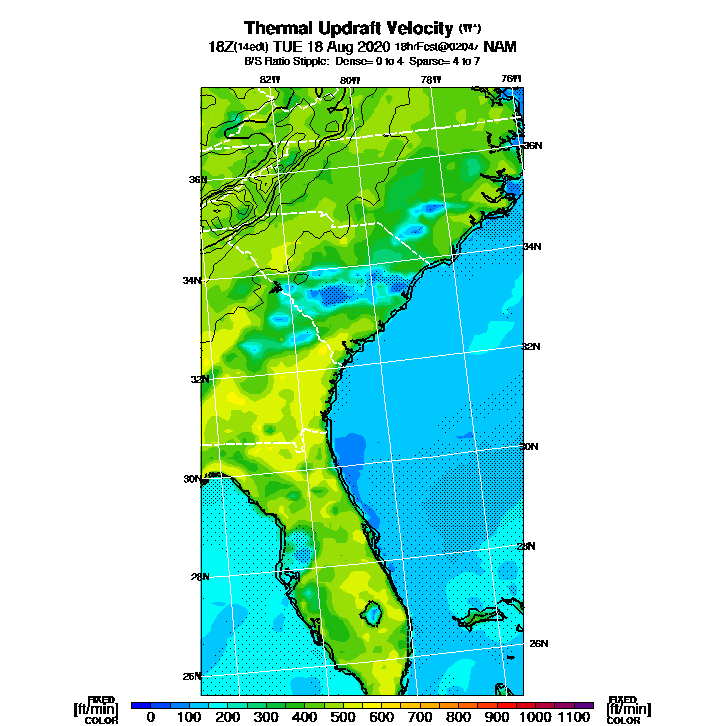 Thermal Updraft Velocity (W*)
18Z(14edt) TUE 18 Aug 2020 18hrFcst@0204z NAM
B/S Ratio Stipple: Dense= 0 to 4 Sparse= 4 to 7
82W 80W 78W 76W
36N
36N
34N
34N
32N
32N
30N
30N
28N
28N
26N
26N
FIXED FIXED
[ft/min] 0 100 200 300 400 500 600 700 800 900 1000 1100 [ft/min]
COLOR COLOR